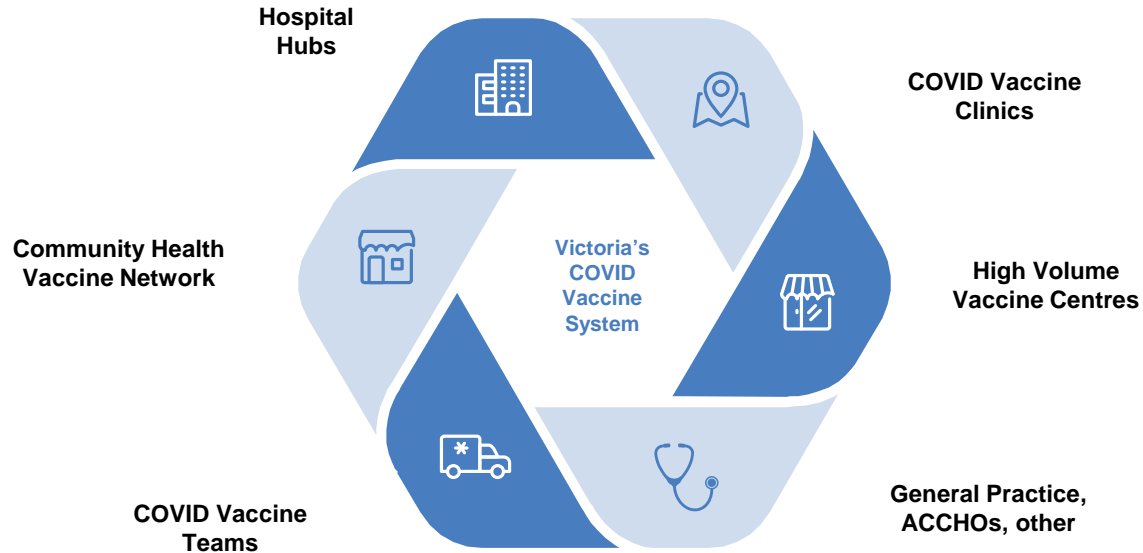 Hospital
Hubs
COVID Vaccine
Clinics
Community Health
Vaccine Network
Victoria’s
COVID
Vaccine
System
High Volume
Vaccine Centres
COVID Vaccine
Teams
General Practice,
ACCHOs, other